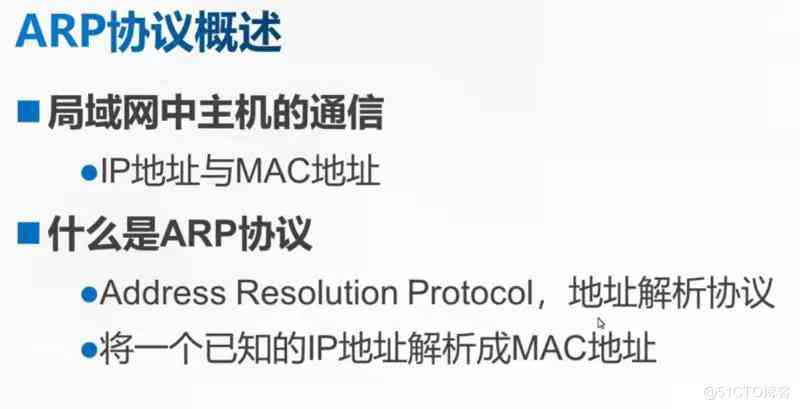 ARP协议概述
局域网中主机的通信
IP地址与MAC地址
什么是ARP协议
Address Resolution Protocol，地址解析协议
将一个已知的IP地址解析成MAC地址
@51CTO博客